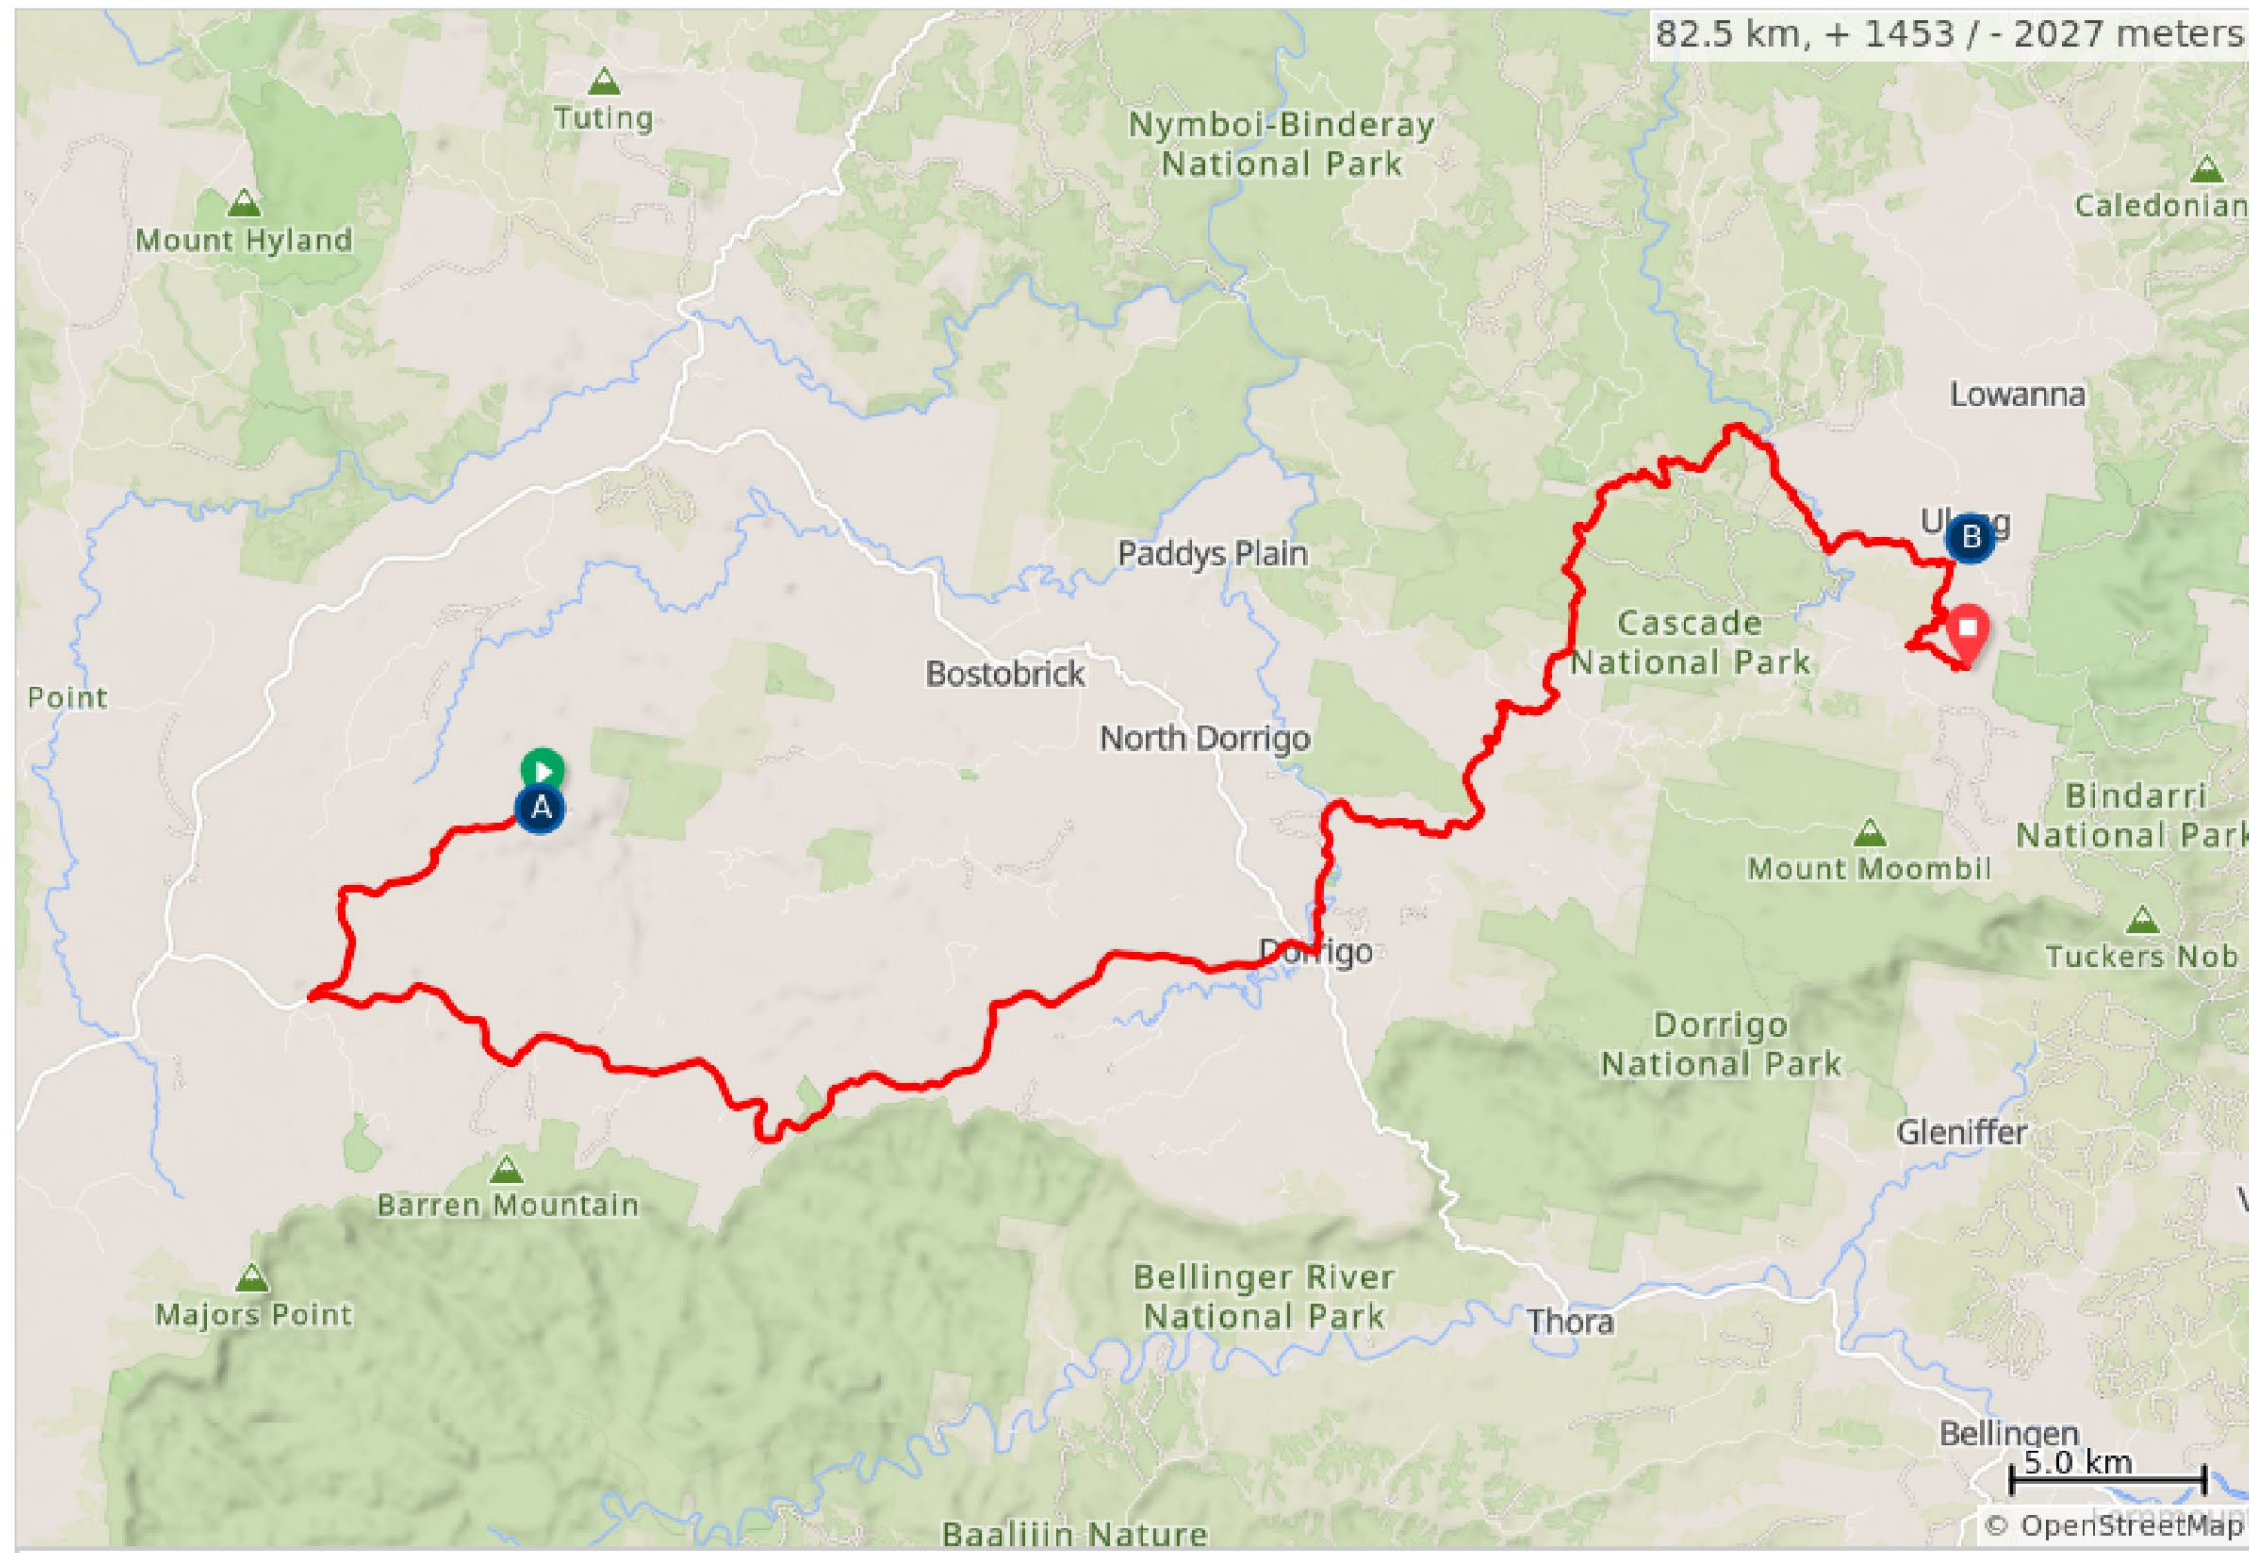 82.5 km, + 1453 / - 2027 meters
Tuting
Nymboi-Binderay
National Park
Caledonian
Mount Hyland
Lowanna
B
Paddys Plain
Cascade
National Park
Bostobrick
Point
North Dorrigo
A
Bindarri
National Park
Mount Moombil
Dorrigo
Tuckers Nob
Dorrigo
National Park
Gleniffer
Barren Mountain
Bellinger River
National Park
Majors Point
Thora
Bellingen
5.0 km
© OpenStreetMap
Baaliiin Nature